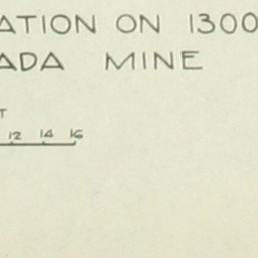 ATION ON 1300
ADA MINE
T
12 14 16